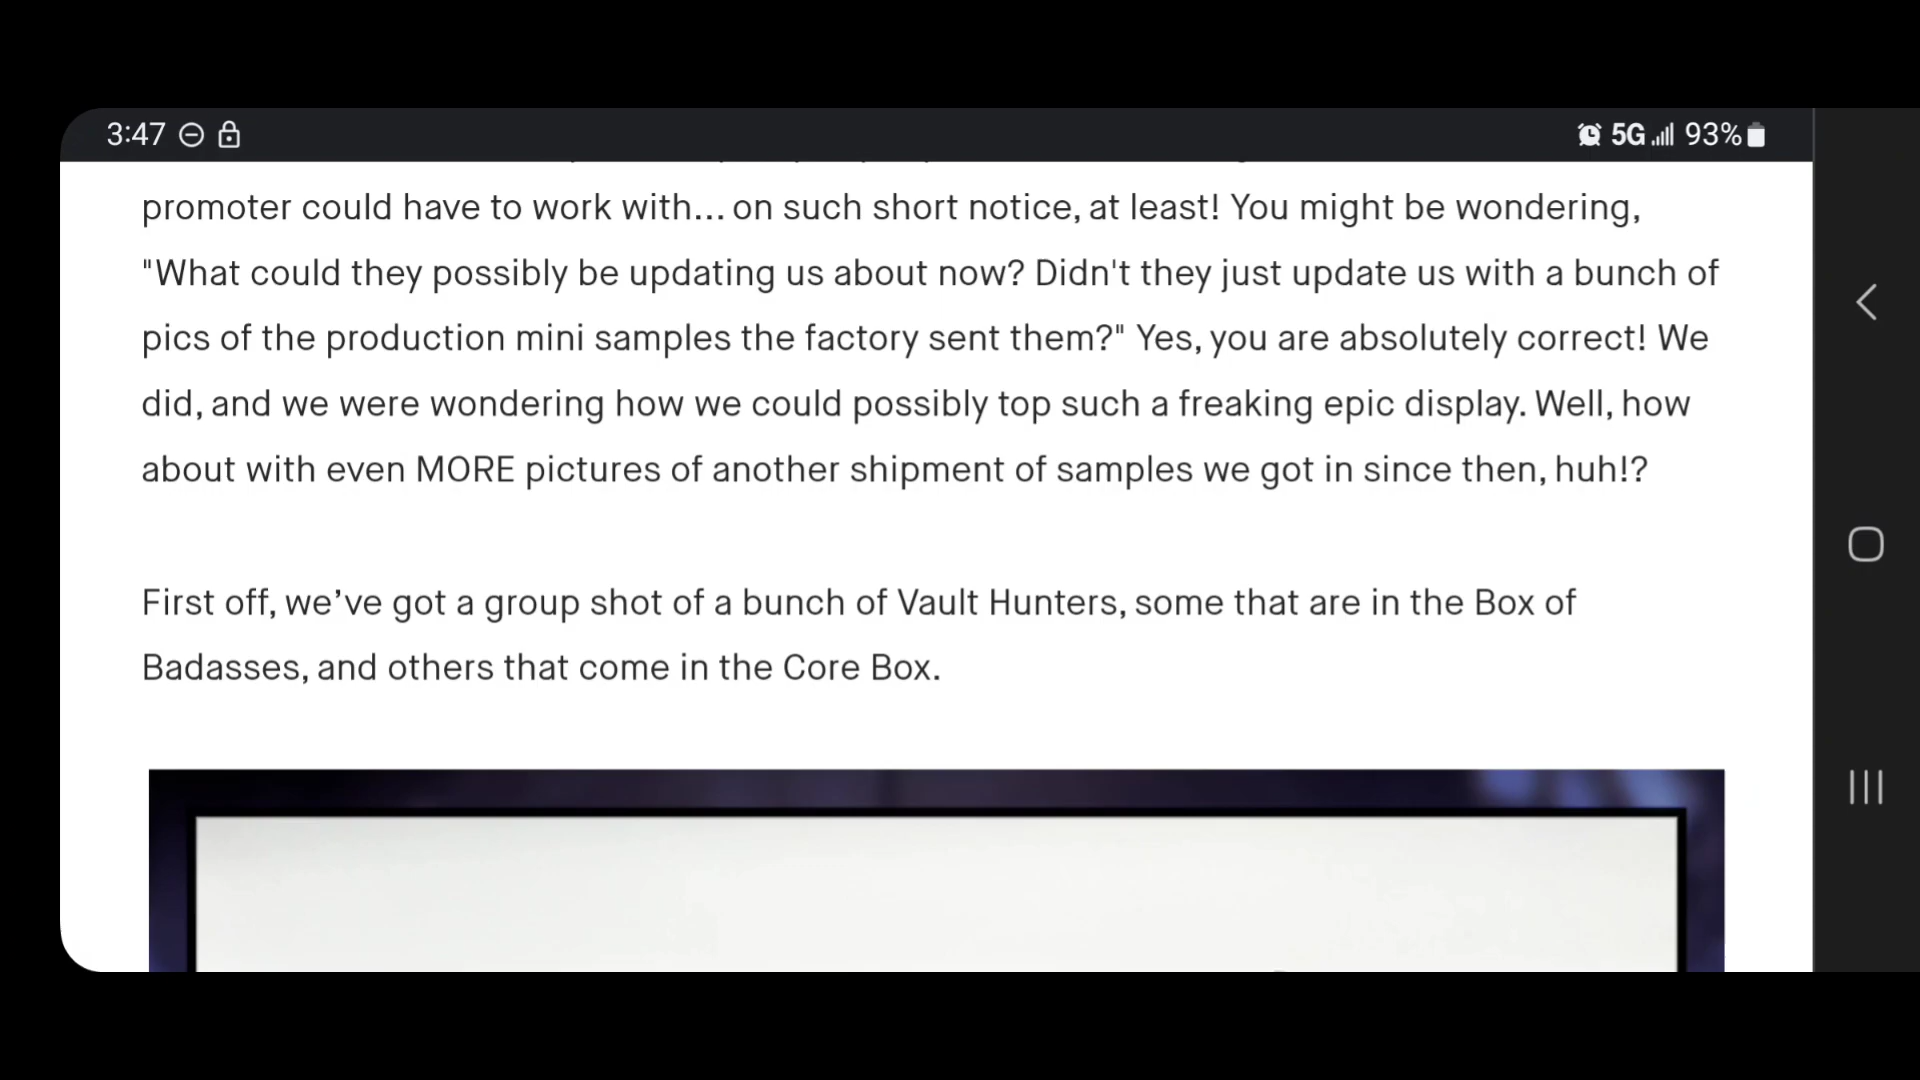 3:47 5G 93%
promoter could have to work with... on such short notice, at least! You might be wondering,
"What could they possibly be updating us about now? Didn't they just update us with a bunch of
pics of the production mini samples the factory sent them?" Yes, you are absolutely correct! We
did, and we were wondering how we could possibly top such a freaking epic display. Well, how
about with even MORE pictures of another shipment of samples we got in since then, huh!?
First off, we’ve got a group shot of a bunch of Vault Hunters, some that are in the Box of
Badasses, and others that come in the Core Box.